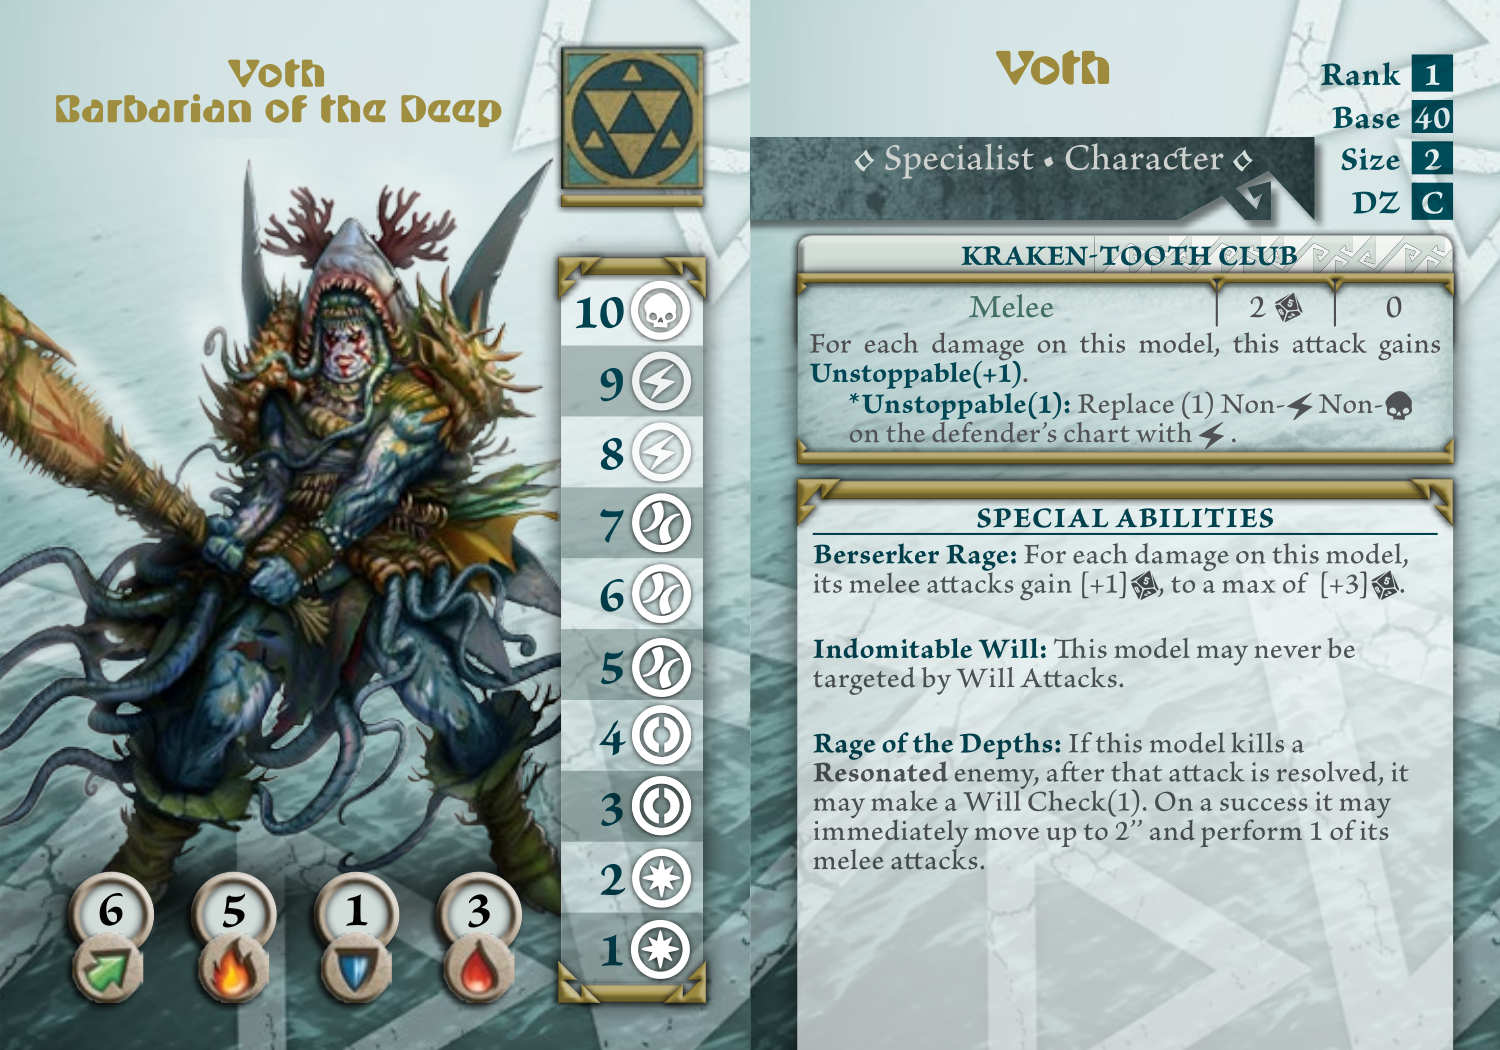 Voth
Barbarian of the Deep
10
9
8
7
6
5
4
3
2
1
6
5
1
3
Voth
Rank 1
Base 40
Size 2
DZ C
Specialist • Character
KRAKEN-TOOTH CLUB
Melee 2 0
For each damage on this model, this attack gains
Unstoppable(+1).
*Unstoppable(1): Replace (1) Non- Non-
on the defender's chart with .
SPECIAL ABILITIES
Berserker Rage: For each damage on this model,
its melee attacks gain [+1], to a max of [+3].
Indomitable Will: This model may never be
targeted by Will Attacks.
Rage of the Depths: If this model kills a
Resonated enemy, after that attack is resolved, it
may make a Will Check(1). On a success it may
immediately move up to 2” and perform 1 of its
melee attacks.